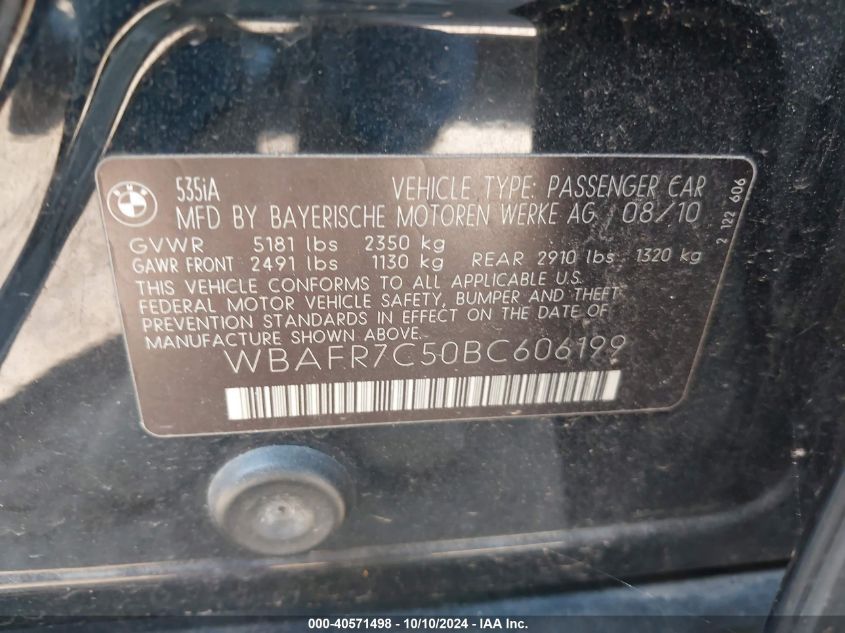 BMW
535iA
VEHICLE TYPE: PASSENGER CAR
MFD BY BAYERISCHE MOTOREN WERKE AG 08/10
GVWR 5181 lbs 2350 kg
GAWR FRONT 2491 lbs 1130 kg REAR 2910 lbs 1320 kg
THIS VEHICLE CONFORMS TO ALL APPLICABLE U.S.
FEDERAL MOTOR VEHICLE SAFETY, BUMPER AND THEFT
PREVENTION STANDARDS IN EFFECT ON THE DATE OF
MANUFACTURE SHOWN ABOVE.
WBAFR7C50BC606199
2 122 606
000-40571498 - 10/10/2024 - IAA Inc.